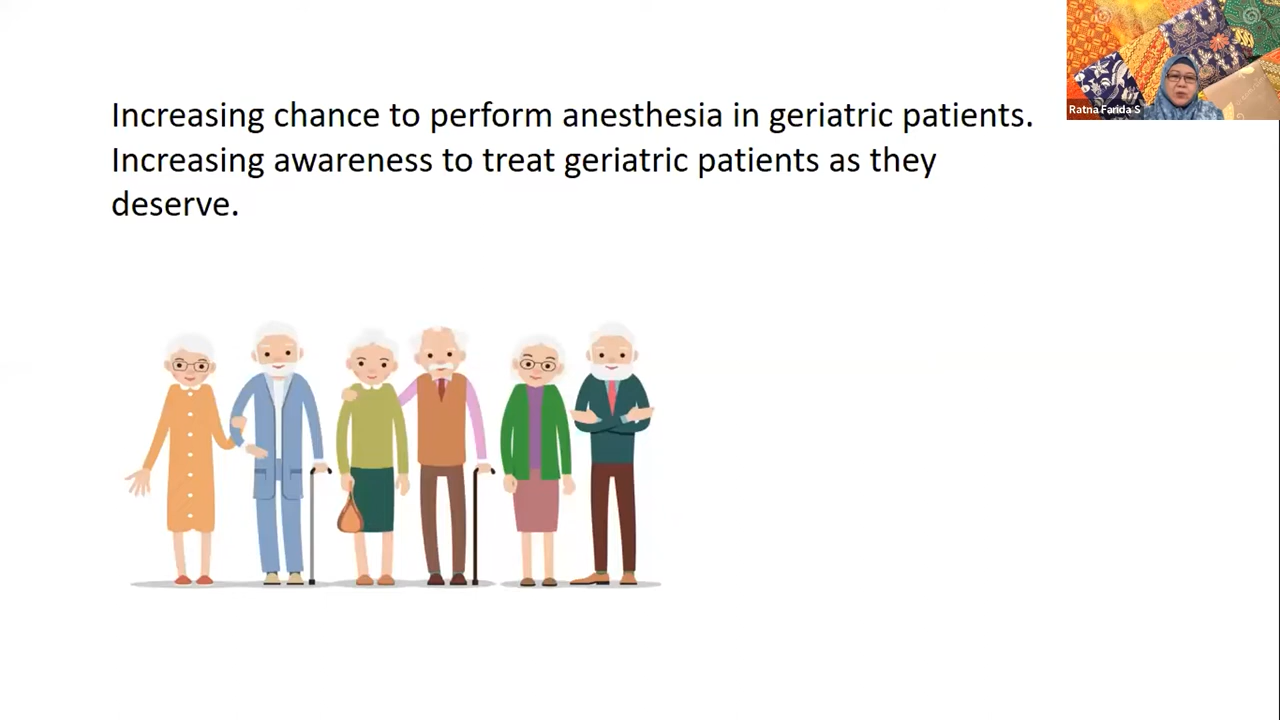 Increasing chance to perform anesthesia in geriatric patients.
Increasing awareness to treat geriatric patients as they
deserve.
Ratna Farida S